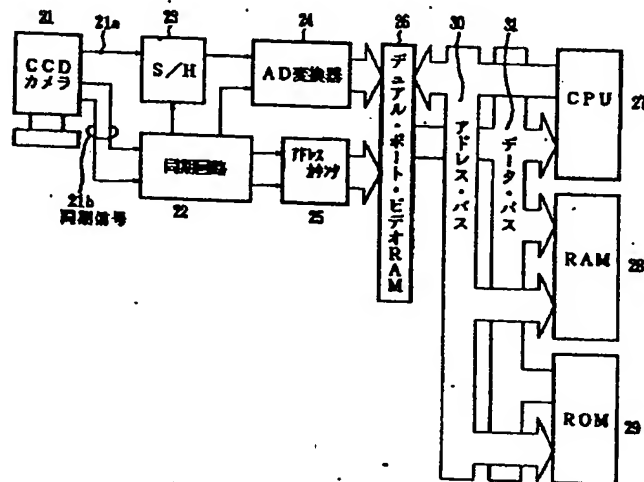 21
21a
23
24
26
30
31
CCD
カメラ
S/H
AD変換器
CPU
27
デュアル・ポート・ビデオRAM
アドレス・バス
データ・バス
同期回路
アドレス
カウンタ
21b
同期信号
22
25
RAM
28
ROM
29